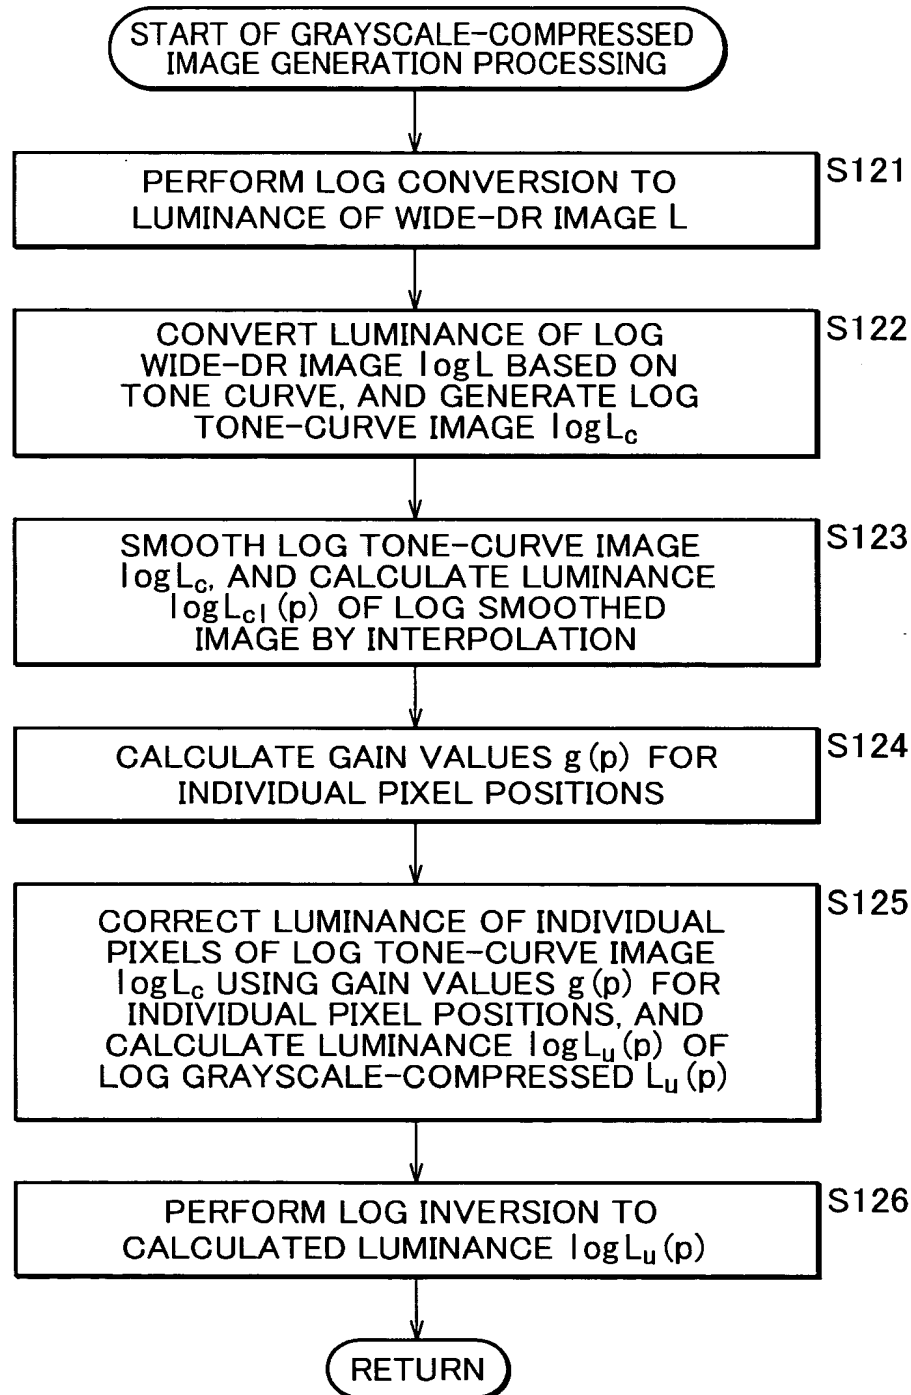 START OF GRAYSCALE-COMPRESSED
IMAGE GENERATION PROCESSING
S121
PERFORM LOG CONVERSION TO
LUMINANCE OF WIDE-DR IMAGE L
S122
CONVERT LUMINANCE OF LOG
WIDE-DR IMAGE logL BASED ON
TONE CURVE, AND GENERATE LOG
TONE-CURVE IMAGE logLc
S123
SMOOTH LOG TONE-CURVE IMAGE
logLc, AND CALCULATE LUMINANCE
logLcl(p) OF LOG SMOOTHED
IMAGE BY INTERPOLATION
S124
CALCULATE GAIN VALUES g(p) FOR
INDIVIDUAL PIXEL POSITIONS
S125
CORRECT LUMINANCE OF INDIVIDUAL
PIXELS OF LOG TONE-CURVE IMAGE
logLc USING GAIN VALUES g(p) FOR
INDIVIDUAL PIXEL POSITIONS, AND
CALCULATE LUMINANCE logLu(p) OF
LOG GRAYSCALE-COMPRESSED Lu(p)
S126
PERFORM LOG INVERSION TO
CALCULATED LUMINANCE logLu(p)
RETURN